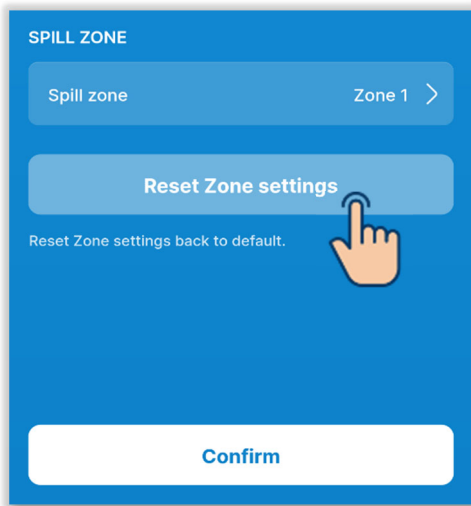 SPILL ZONE
Spill zone
Zone 1
Reset Zone settings
Reset Zone settings back to default.
Confirm